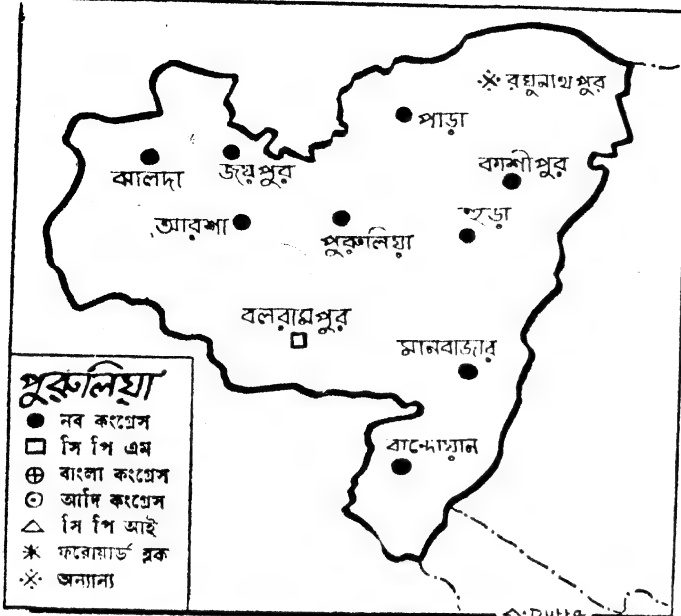 রঘুনাথপুর
পাড়া
কাশীপুর
জয়পুর
ঝালদা
হুড়া
আরশা
পুরুলিয়া
বলরামপুর
মানবাজার
বান্দোয়ান
পুরুলিয়া
নব কংগ্রেস
সি পি এম
বাংলা কংগ্রেস
আদি কংগ্রেস
সি পি আই
ফরোয়ার্ড ব্লক
অন্যান্য